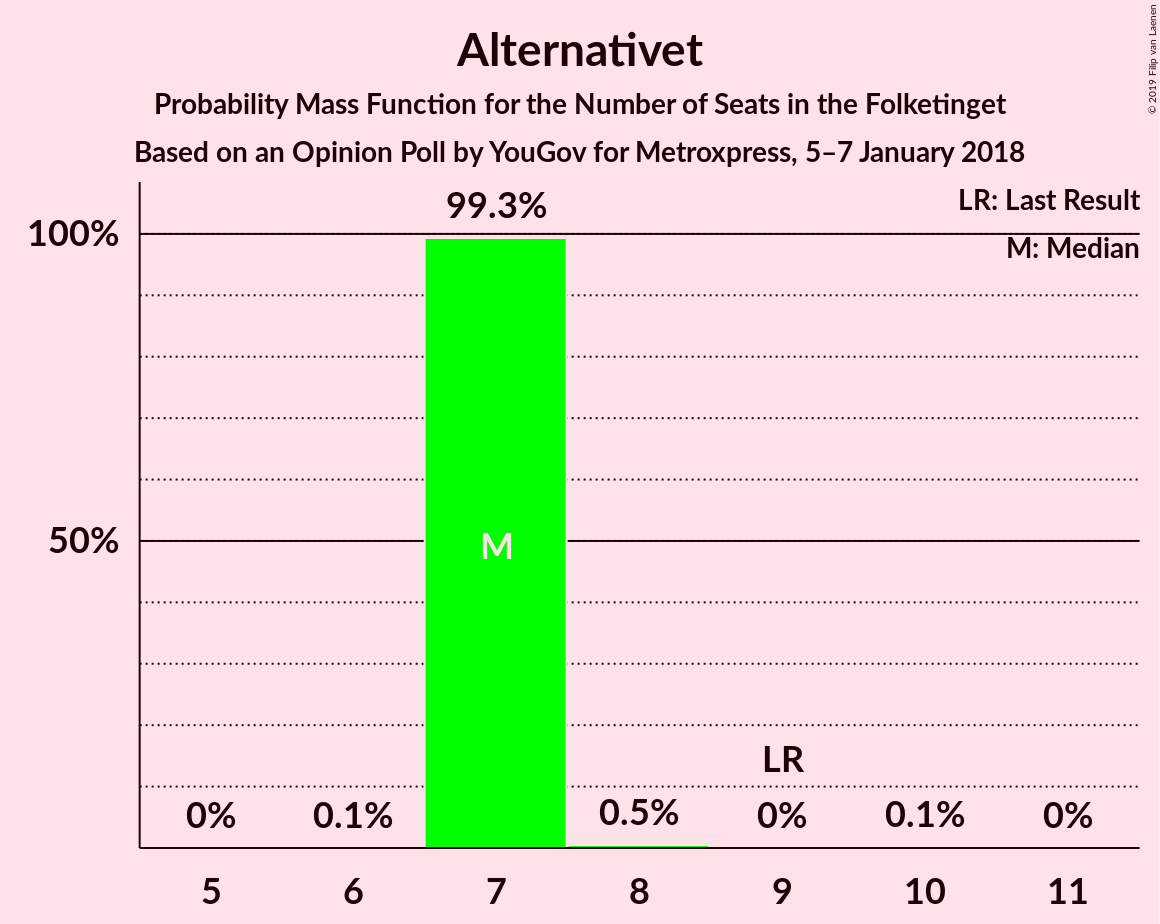 Alternativet
Probability Mass Function for the Number of Seats in the Folketinget
Based on an Opinion Poll by YouGov for Metroxpress, 5–7 January 2018
© 2019 Filip van Laenen
LR: Last Result
M: Median
99.3%
100%
50%
M
LR
0%
0.1%
0.5%
0%
0.1%
0%
5 6 7 8 9 10 11